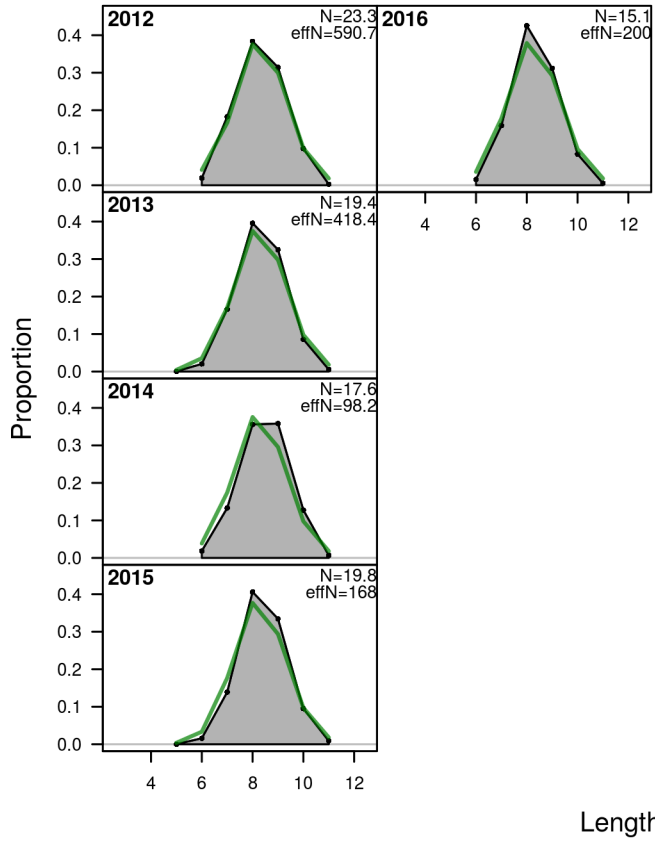 2012
N=23.3
effN=590.7
0.4
0.3
0.2
0.1
0.0
2016
N=15.1
effN=200
4 6 8 10 12
2013
N=19.4
effN=418.4
0.4
0.3
0.2
0.1
0.0
2014
N=17.6
effN=98.2
0.4
0.3
0.2
0.1
0.0
2015
N=19.8
effN=168
0.4
0.3
0.2
0.1
0.0
4 6 8 10 12
Proportion
Length